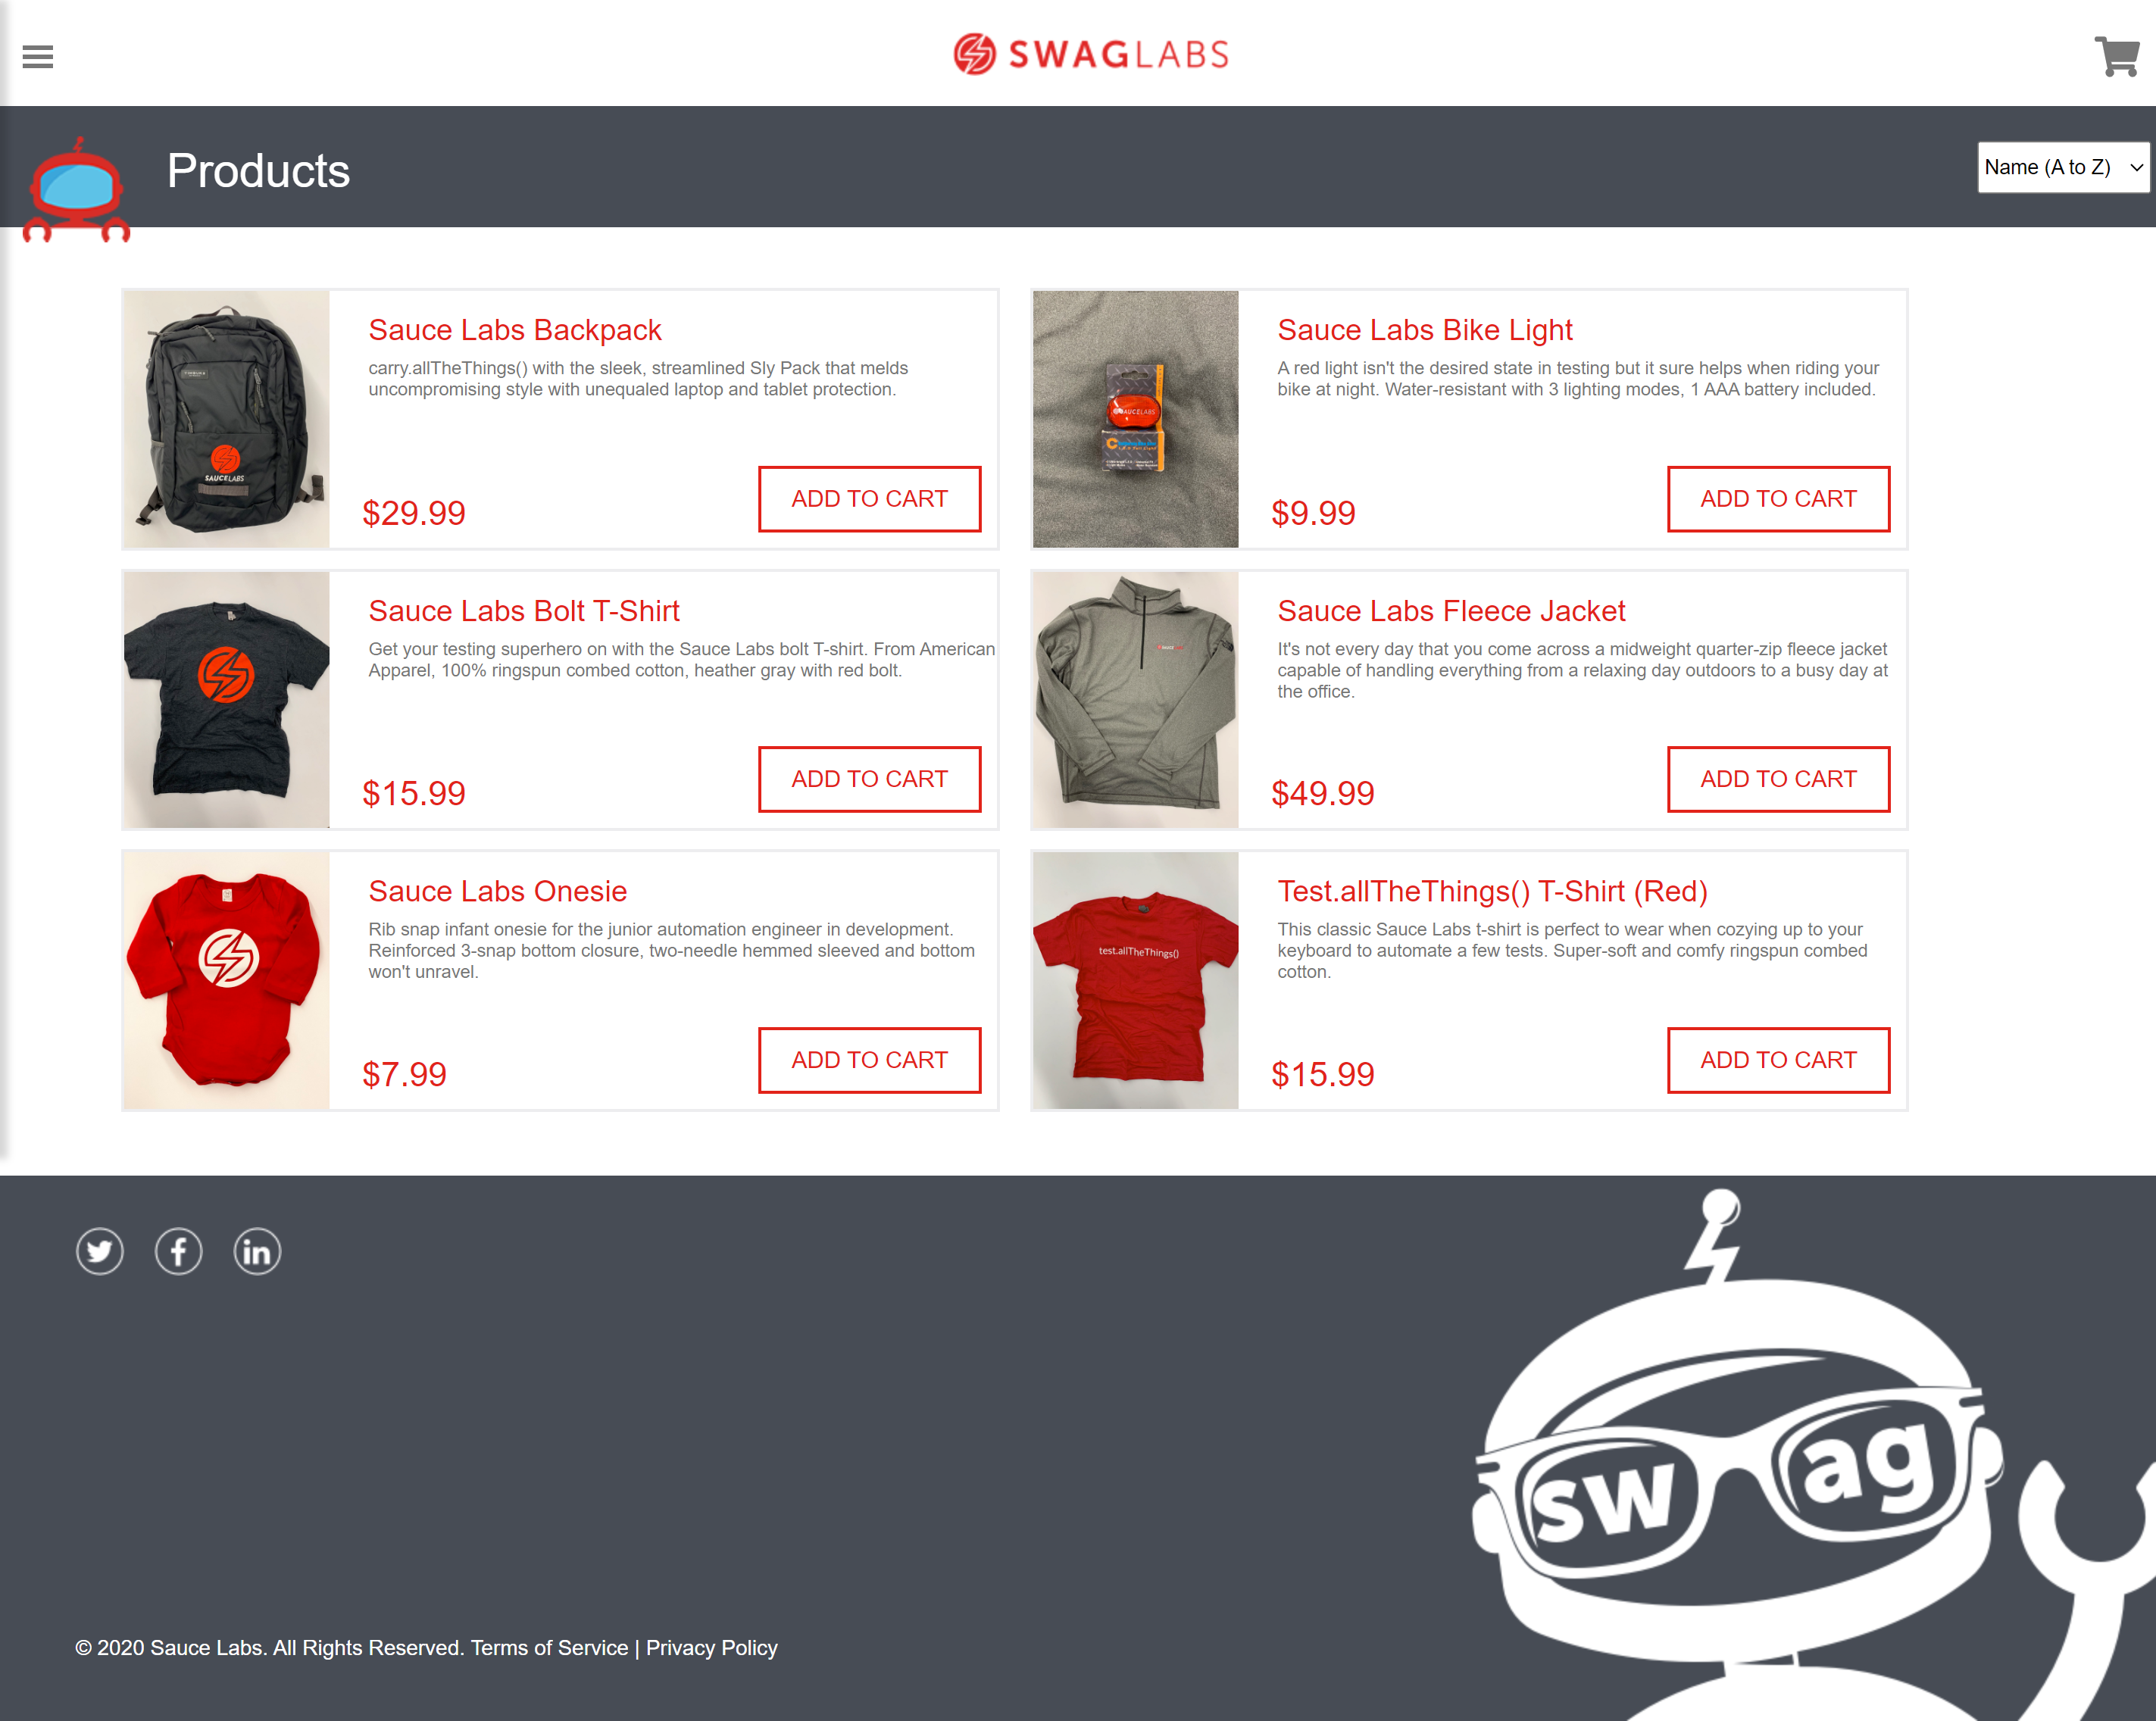 SWAGLABS
Products
Name (A to Z)
Sauce Labs Backpack
carry.allTheThings() with the sleek, streamlined Sly Pack that melds
uncompromising style with unequaled laptop and tablet protection.
$29.99
ADD TO CART
SAUCELABS
Sauce Labs Bike Light
A red light isn't the desired state in testing but it sure helps when riding your
bike at night. Water-resistant with 3 lighting modes, 1 AAA battery included.
$9.99
ADD TO CART
SAUCELABS
Sauce Labs Bolt T-Shirt
Get your testing superhero on with the Sauce Labs bolt T-shirt. From American
Apparel, 100% ringspun combed cotton, heather gray with red bolt.
$15.99
ADD TO CART
Sauce Labs Fleece Jacket
It's not every day that you come across a midweight quarter-zip fleece jacket
capable of handling everything from a relaxing day outdoors to a busy day at
the office.
$49.99
ADD TO CART
Sauce Labs Onesie
Rib snap infant onesie for the junior automation engineer in development.
Reinforced 3-snap bottom closure, two-needle hemmed sleeved and bottom
won't unravel.
$7.99
ADD TO CART
test.allTheThings()
Test.allTheThings() T-Shirt (Red)
This classic Sauce Labs t-shirt is perfect to wear when cozying up to your
keyboard to automate a few tests. Super-soft and comfy ringspun combed
cotton.
$15.99
ADD TO CART
sw ag
© 2020 Sauce Labs. All Rights Reserved. Terms of Service | Privacy Policy